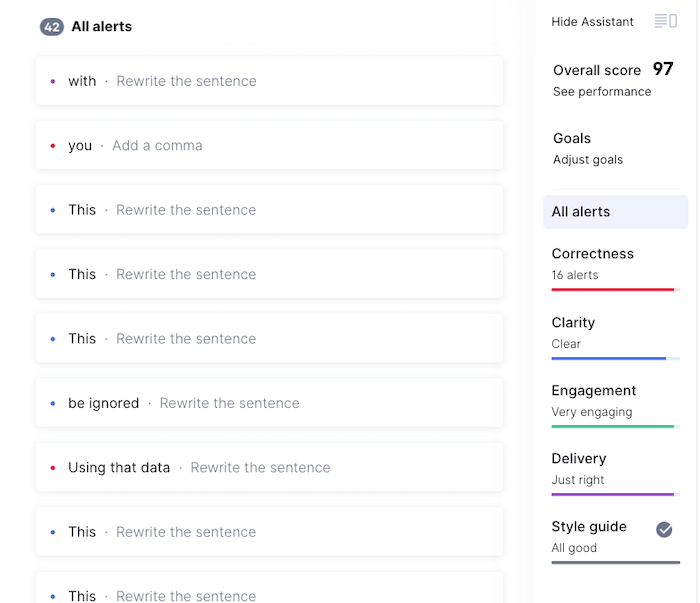 42 All alerts
with · Rewrite the sentence
you · Add a comma
This · Rewrite the sentence
This · Rewrite the sentence
This · Rewrite the sentence
be ignored · Rewrite the sentence
Using that data · Rewrite the sentence
This · Rewrite the sentence
This · Rewrite the sentence
Hide Assistant
Overall score 97
See performance
Goals
Adjust goals
All alerts
Correctness
16 alerts
Clarity
Clear
Engagement
Very engaging
Delivery
Just right
Style guide
All good